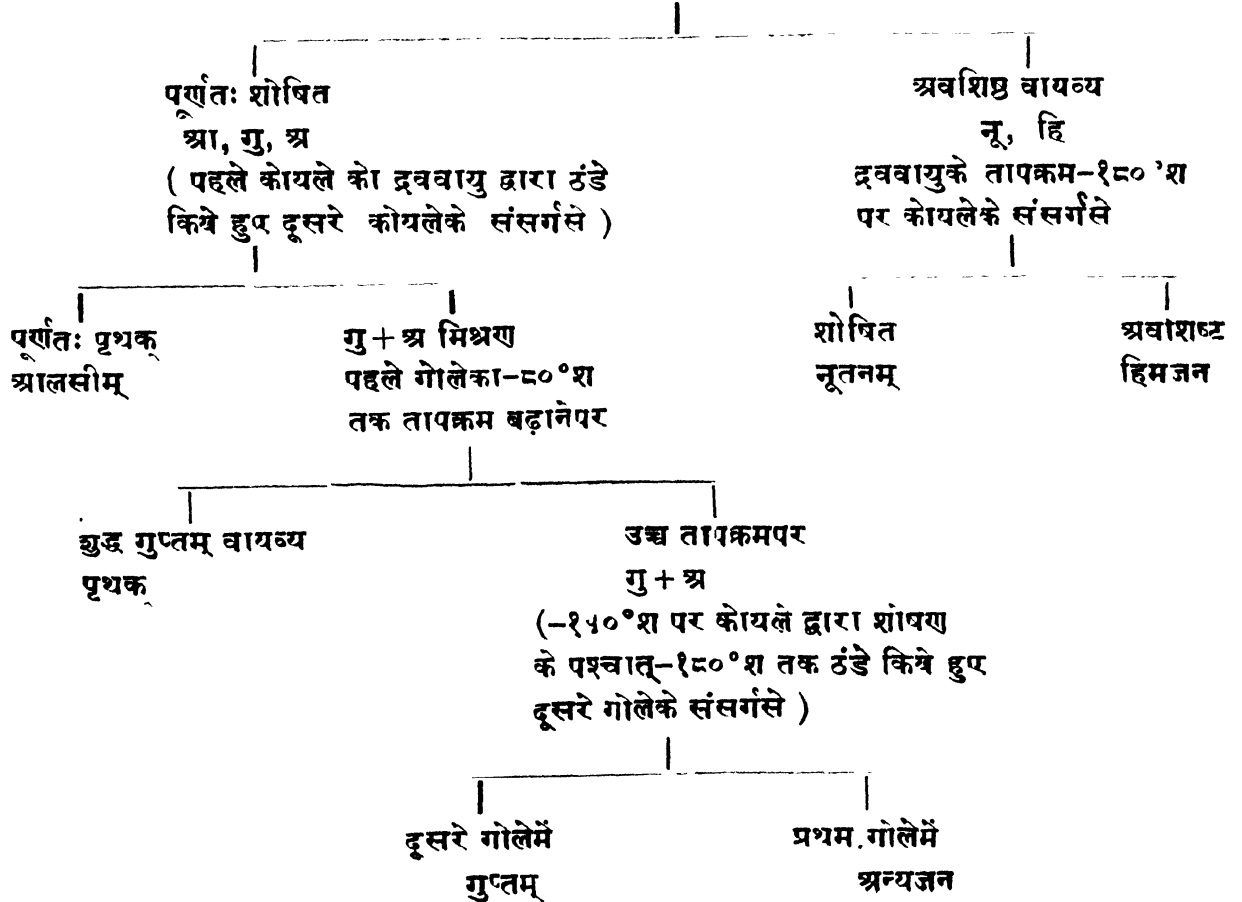 पूर्णतः शोषित
आ, गु, अ
( पहले कोयले को द्रववायु द्वारा ठंडे
किये हुए दूसरे कोयलेके संसर्गसे )
अवशिष्ठ वायव्य
नू, हि
द्रववायुके तापक्रम-१८०°श
पर कोयलेके संसर्गसे
पूर्णतः पृथक्
आलसीम्
गु + अ मिश्रण
पहले गोलेका-८०°श
तक तापक्रम बढ़ानेपर
शोषित
नूतनम्
अवशिष्ट
हिमजन
शुद्ध गुप्तम् वायव्य
पृथक्
उच्च तापक्रमपर
गु + अ
(-१५०°श पर कोयले द्वारा शोषण
के पश्चात्-१८०°श तक ठंडे किये हुए
दूसरे गोलेके संसर्गसे )
दूसरे गोलेमें
गुप्तम्
प्रथम गोलेमें
अन्यजन